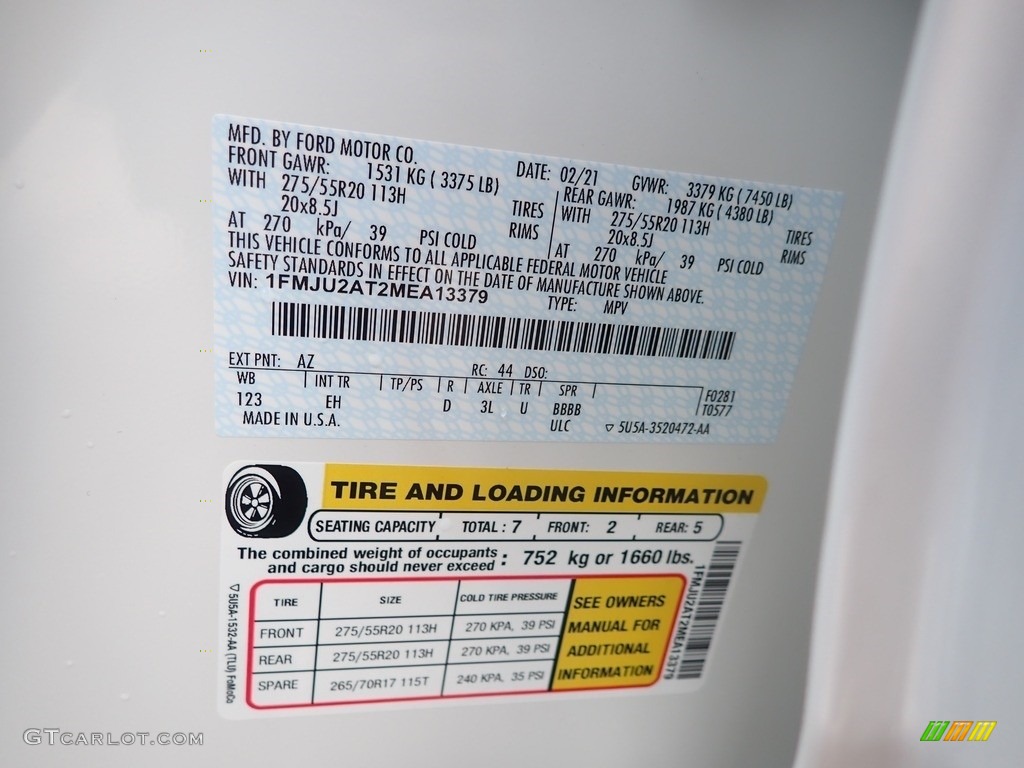 MFD. BY FORD MOTOR CO.
DATE: 02/21 GVWR: 3379 KG (7450 LB)
FRONT GAWR: 1531 KG (3375 LB) REAR GAWR: 1987 KG (4380 LB)
WITH 275/55R20 113H TIRES WITH 275/55R20 113H TIRES
20x8.5J RIMS 20x8.5J RIMS
AT 270 kPa/ 39 PSI COLD AT 270 kPa/ 39 PSI COLD
THIS VEHICLE CONFORMS TO ALL APPLICABLE FEDERAL MOTOR VEHICLE
SAFETY STANDARDS IN EFFECT ON THE DATE OF MANUFACTURE SHOWN ABOVE.
VIN: 1FMJU2AT2MEA13379 TYPE: MPV
EXT PNT: AZ RC: 44 DSO:
WB INT TR TP/PS R AXLE TR SPR F0281
123 EH D 3L U BBBB T0577
MADE IN U.S.A. ULC ▽ 5U5A-3520472-AA
TIRE AND LOADING INFORMATION
SEATING CAPACITY TOTAL: 7 FRONT: 2 REAR: 5
The combined weight of occupants
and cargo should never exceed : 752 kg or 1660 lbs.
TIRE SIZE COLD TIRE PRESSURE
FRONT 275/55R20 113H 270 KPA, 39 PSI
REAR 275/55R20 113H 270 KPA, 39 PSI
SPARE 265/70R17 115T 240 KPA, 35 PSI
SEE OWNERS
MANUAL FOR
ADDITIONAL
INFORMATION
1FMJU2AT2MEA13379
▽ 5U5A-1532-AA (TLU) FoMoCo
GTCARLOT.COM